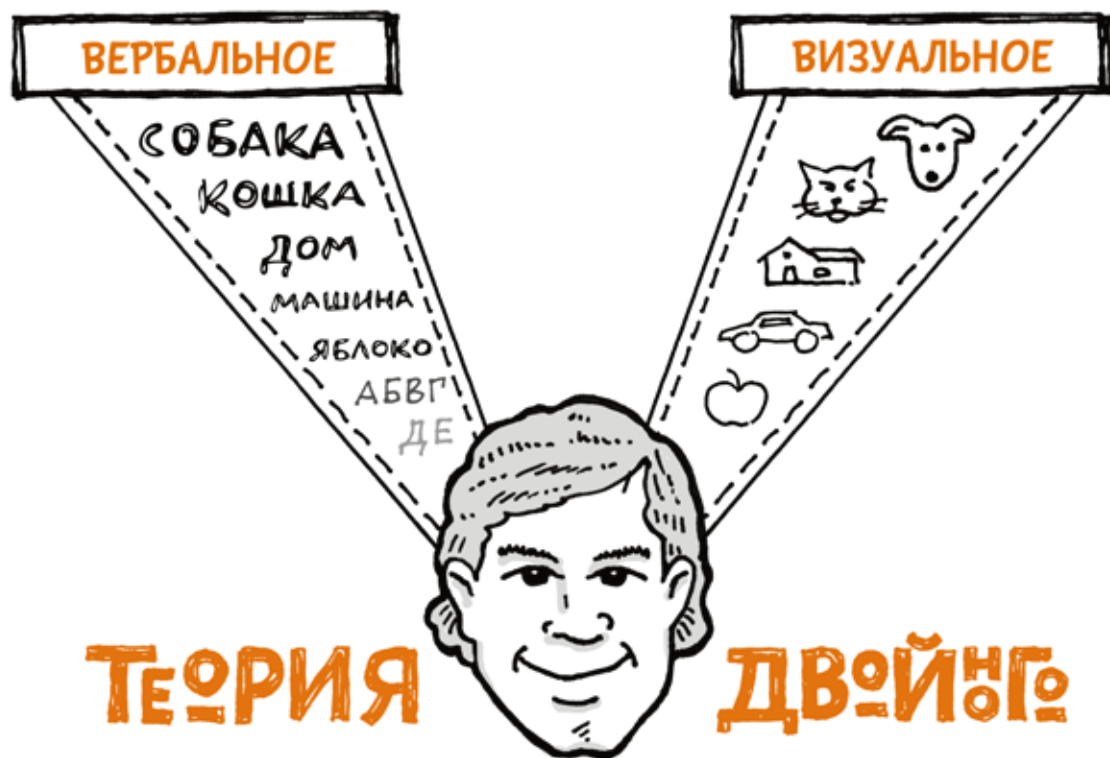 ВЕРБАЛЬНОЕ
ВИЗУАЛЬНОЕ
СОБАКА
КОШКА
ДОМ
МАШИНА
ЯБЛОКО
АБВГ
ДЕ
ТЕОРИЯ ДВОЙНОГО